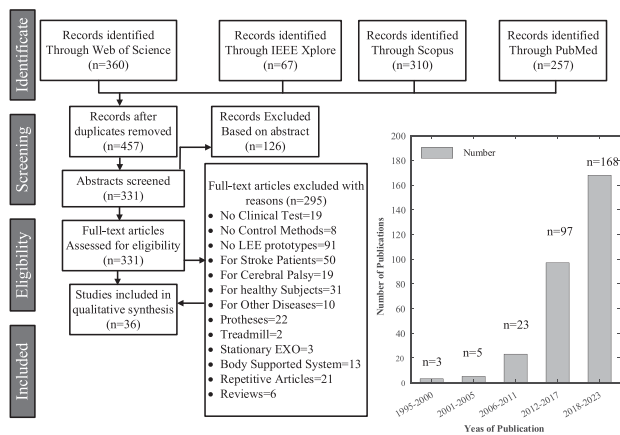 Identificate
Records identified
Through Web of Science
(n=360)
Records identified
Through IEEE Xplore
(n=67)
Records identified
Through Scopus
(n=310)
Records identified
Through PubMed
(n=257)
Screening
Records after
duplicates removed
(n=457)
Records Excluded
Based on abstract
(n=126)
Abstracts screened
(n=331)
Eligibility
Full-text articles
Assessed for eligibility
(n=331)
Full-text articles excluded with
reasons (n=295)
• No Clinical Test=19
• No Control Methods=8
• No LEE prototypes=91
• For Stroke Patients=50
• For Cerebral Palsy=19
• For healthy Subjects=31
• For Other Diseases=10
• Protheses=22
• Treadmill=2
• Stationary EXO=3
• Body Supported System=13
• Repetitive Articles=21
• Reviews=6
Included
Studies included in
qualitative synthesis
(n=36)
Number of Publications
200
180
160
140
120
100
80
60
40
20
0
Number
n=3
n=5
n=23
n=97
n=168
1995-2000
2001-2005
2006-2011
2012-2017
2018-2023
Yeas of Publication